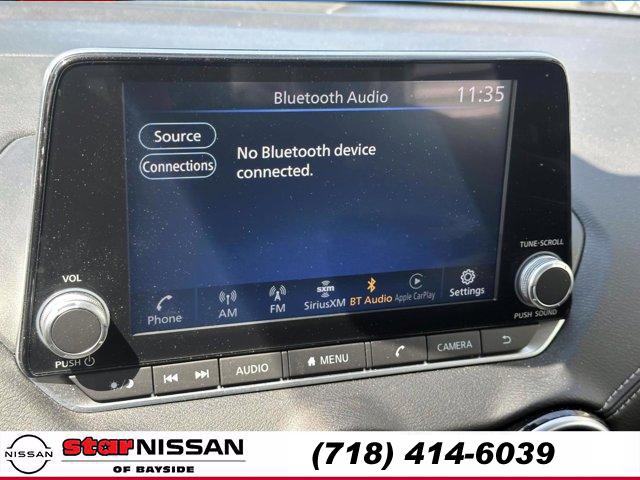 Bluetooth Audio 11:35
Source
Connections
No Bluetooth device
connected.
Phone AM FM SiriusXM BT Audio Apple CarPlay Settings
sxm
VOL
PUSH
TUNE•SCROLL
PUSH SOUND
AUDIO MENU CAMERA
NISSAN
star NISSAN
OF BAYSIDE
(718) 414-6039